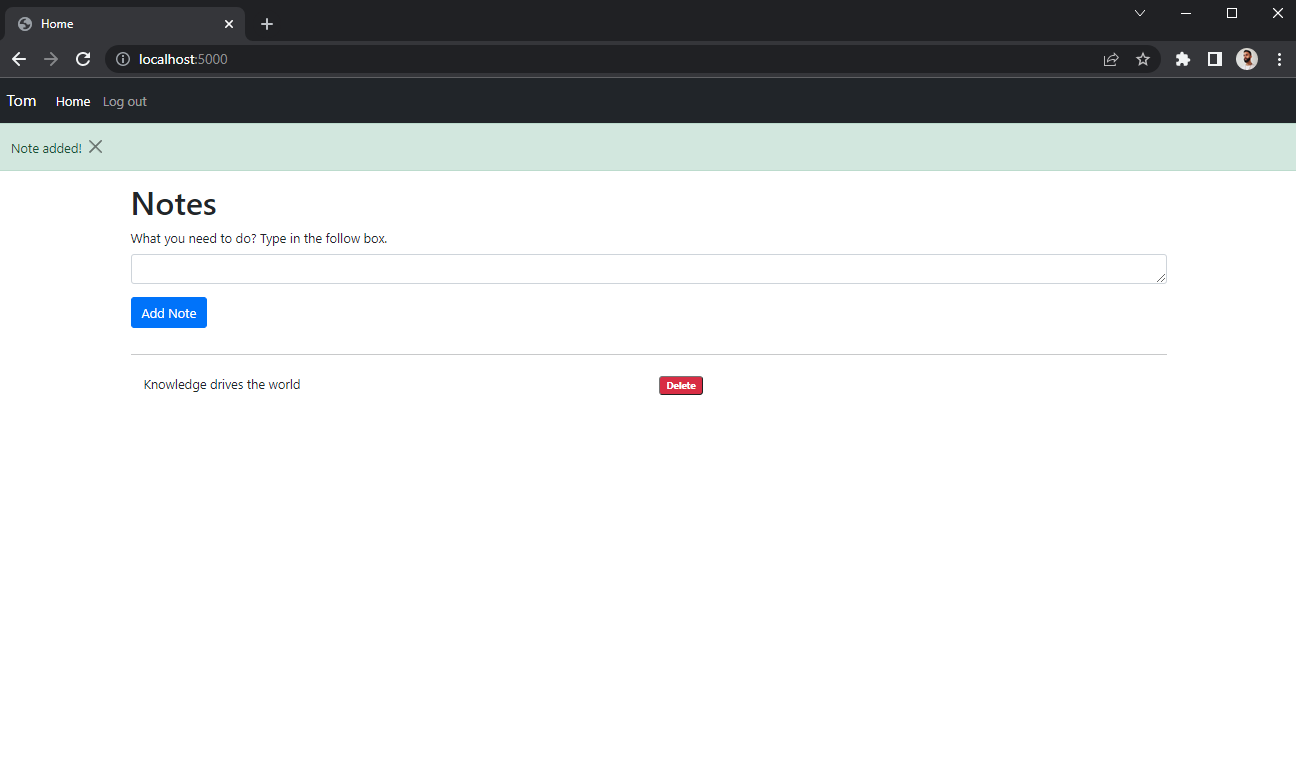 Home
localhost:5000
Tom Home Log out
Note added!
Notes
What you need to do? Type in the follow box.
Add Note
Knowledge drives the world Delete